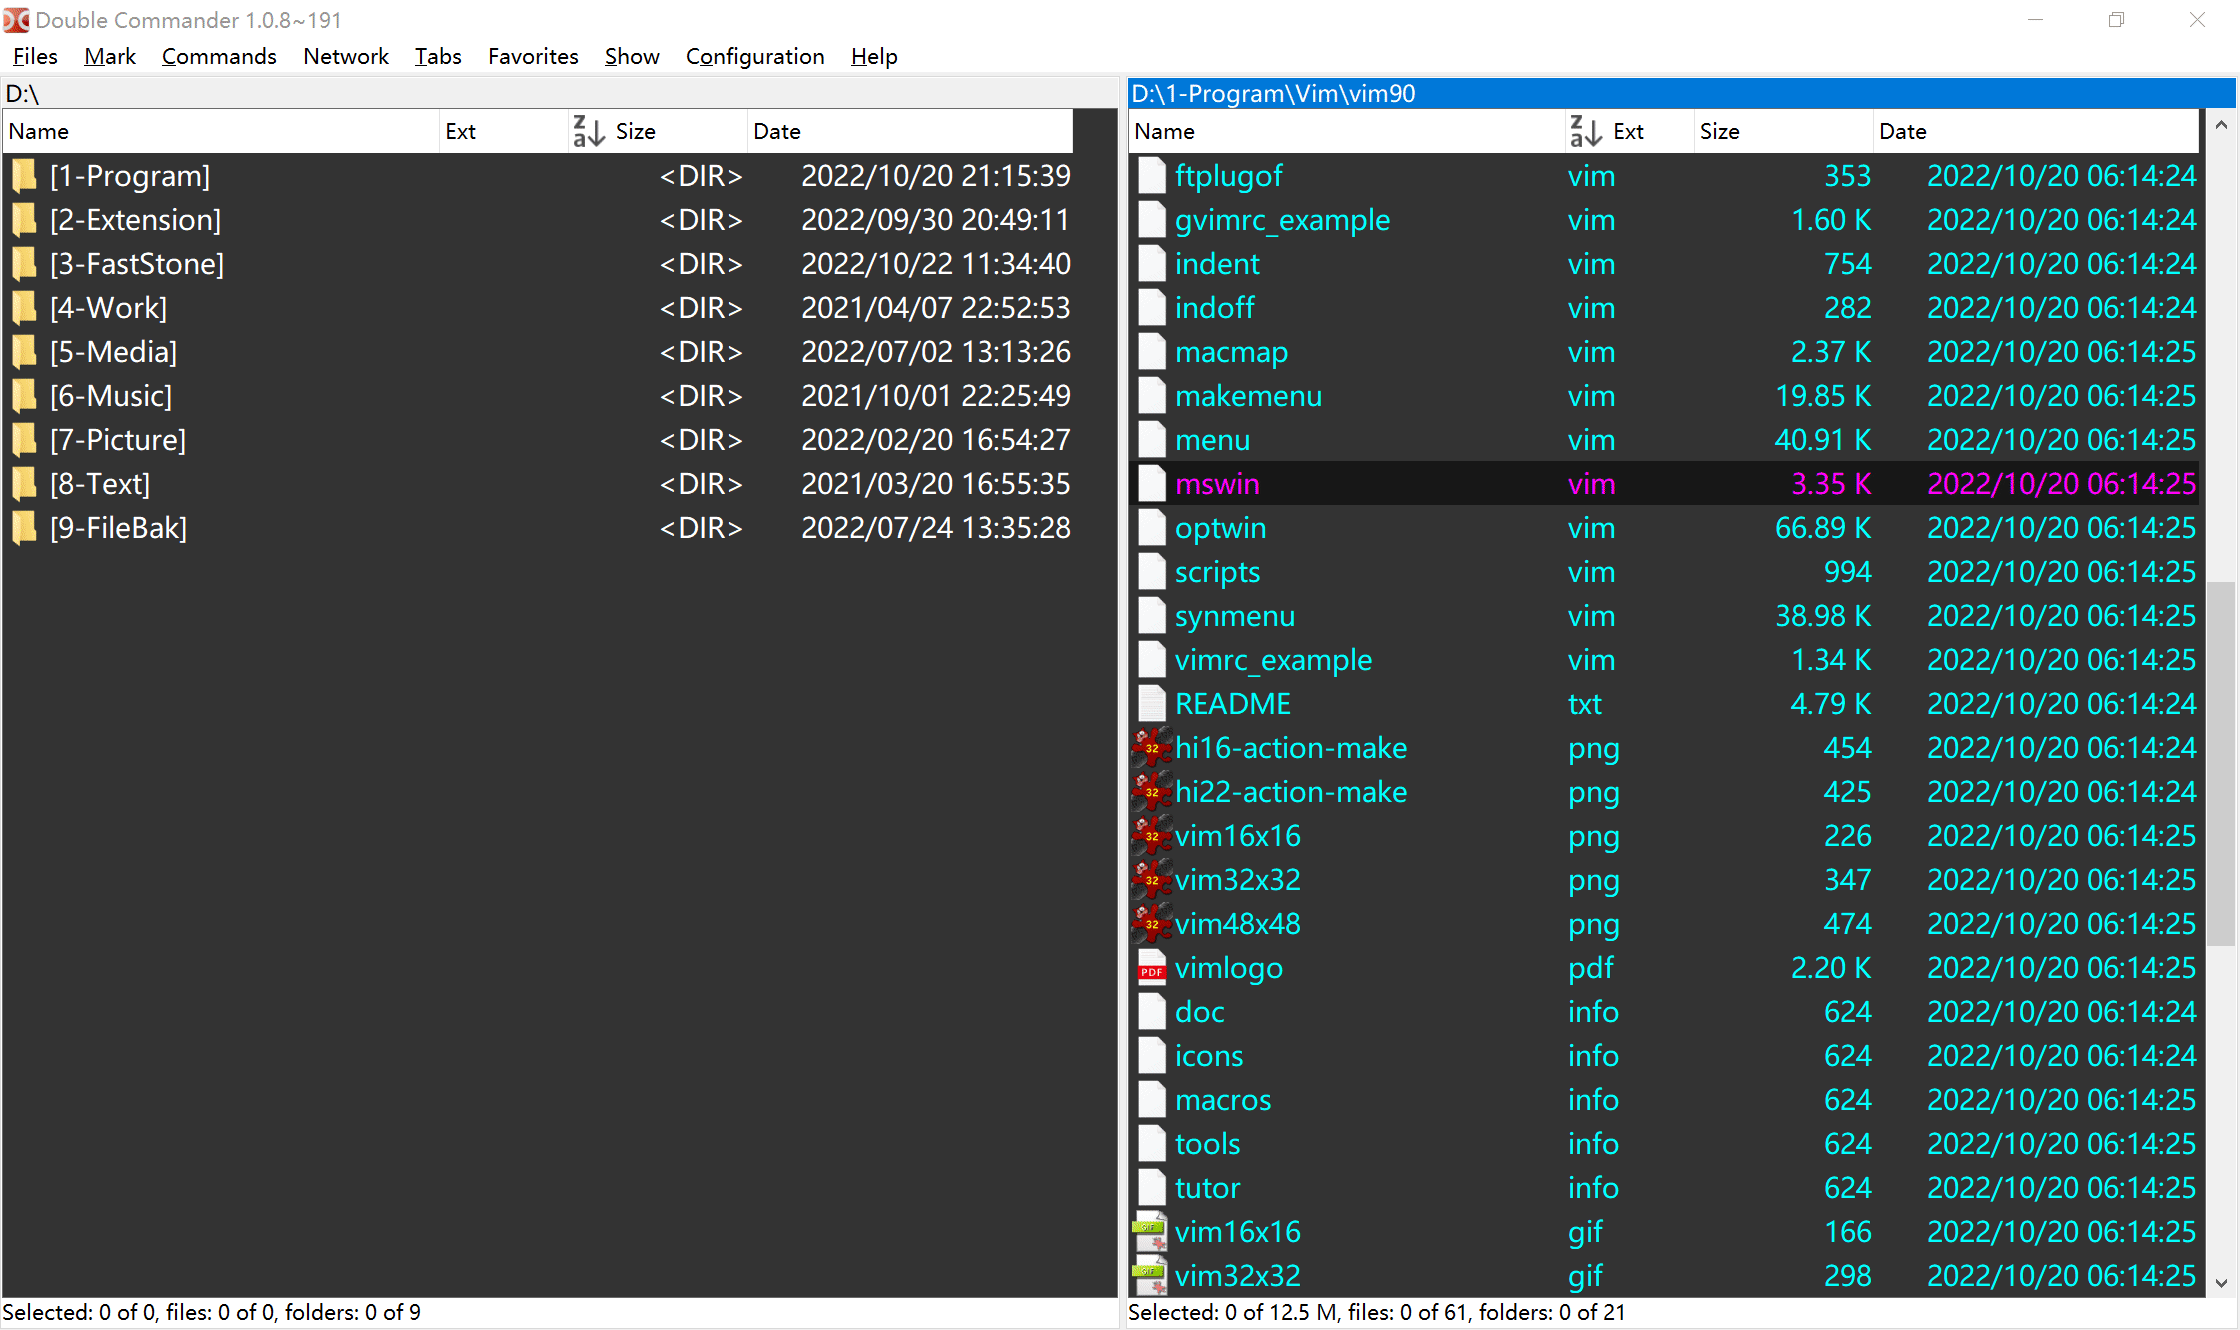 Double Commander 1.0.8~191
Files Mark Commands Network Tabs Favorites Show Configuration Help
D:\
Name Ext Size Date
[1-Program] <DIR> 2022/10/20 21:15:39
[2-Extension] <DIR> 2022/09/30 20:49:11
[3-FastStone] <DIR> 2022/10/22 11:34:40
[4-Work] <DIR> 2021/04/07 22:52:53
[5-Media] <DIR> 2022/07/02 13:13:26
[6-Music] <DIR> 2021/10/01 22:25:49
[7-Picture] <DIR> 2022/02/20 16:54:27
[8-Text] <DIR> 2021/03/20 16:55:35
[9-FileBak] <DIR> 2022/07/24 13:35:28
Selected: 0 of 0, files: 0 of 0, folders: 0 of 9
D:\1-Program\Vim\vim90
Name Ext Size Date
ftplugof vim 353 2022/10/20 06:14:24
gvimrc_example vim 1.60 K 2022/10/20 06:14:24
indent vim 754 2022/10/20 06:14:24
indoff vim 282 2022/10/20 06:14:24
macmap vim 2.37 K 2022/10/20 06:14:25
makemenu vim 19.85 K 2022/10/20 06:14:25
menu vim 40.91 K 2022/10/20 06:14:25
mswin vim 3.35 K 2022/10/20 06:14:25
optwin vim 66.89 K 2022/10/20 06:14:25
scripts vim 994 2022/10/20 06:14:25
synmenu vim 38.98 K 2022/10/20 06:14:25
vimrc_example vim 1.34 K 2022/10/20 06:14:25
README txt 4.79 K 2022/10/20 06:14:24
32 hi16-action-make png 454 2022/10/20 06:14:24
32 hi22-action-make png 425 2022/10/20 06:14:24
32 vim16x16 png 226 2022/10/20 06:14:25
32 vim32x32 png 347 2022/10/20 06:14:25
32 vim48x48 png 474 2022/10/20 06:14:25
PDF vimlogo pdf 2.20 K 2022/10/20 06:14:25
doc info 624 2022/10/20 06:14:24
icons info 624 2022/10/20 06:14:24
macros info 624 2022/10/20 06:14:25
tools info 624 2022/10/20 06:14:25
tutor info 624 2022/10/20 06:14:25
GIF vim16x16 gif 166 2022/10/20 06:14:25
GIF vim32x32 gif 298 2022/10/20 06:14:25
Selected: 0 of 12.5 M, files: 0 of 61, folders: 0 of 21